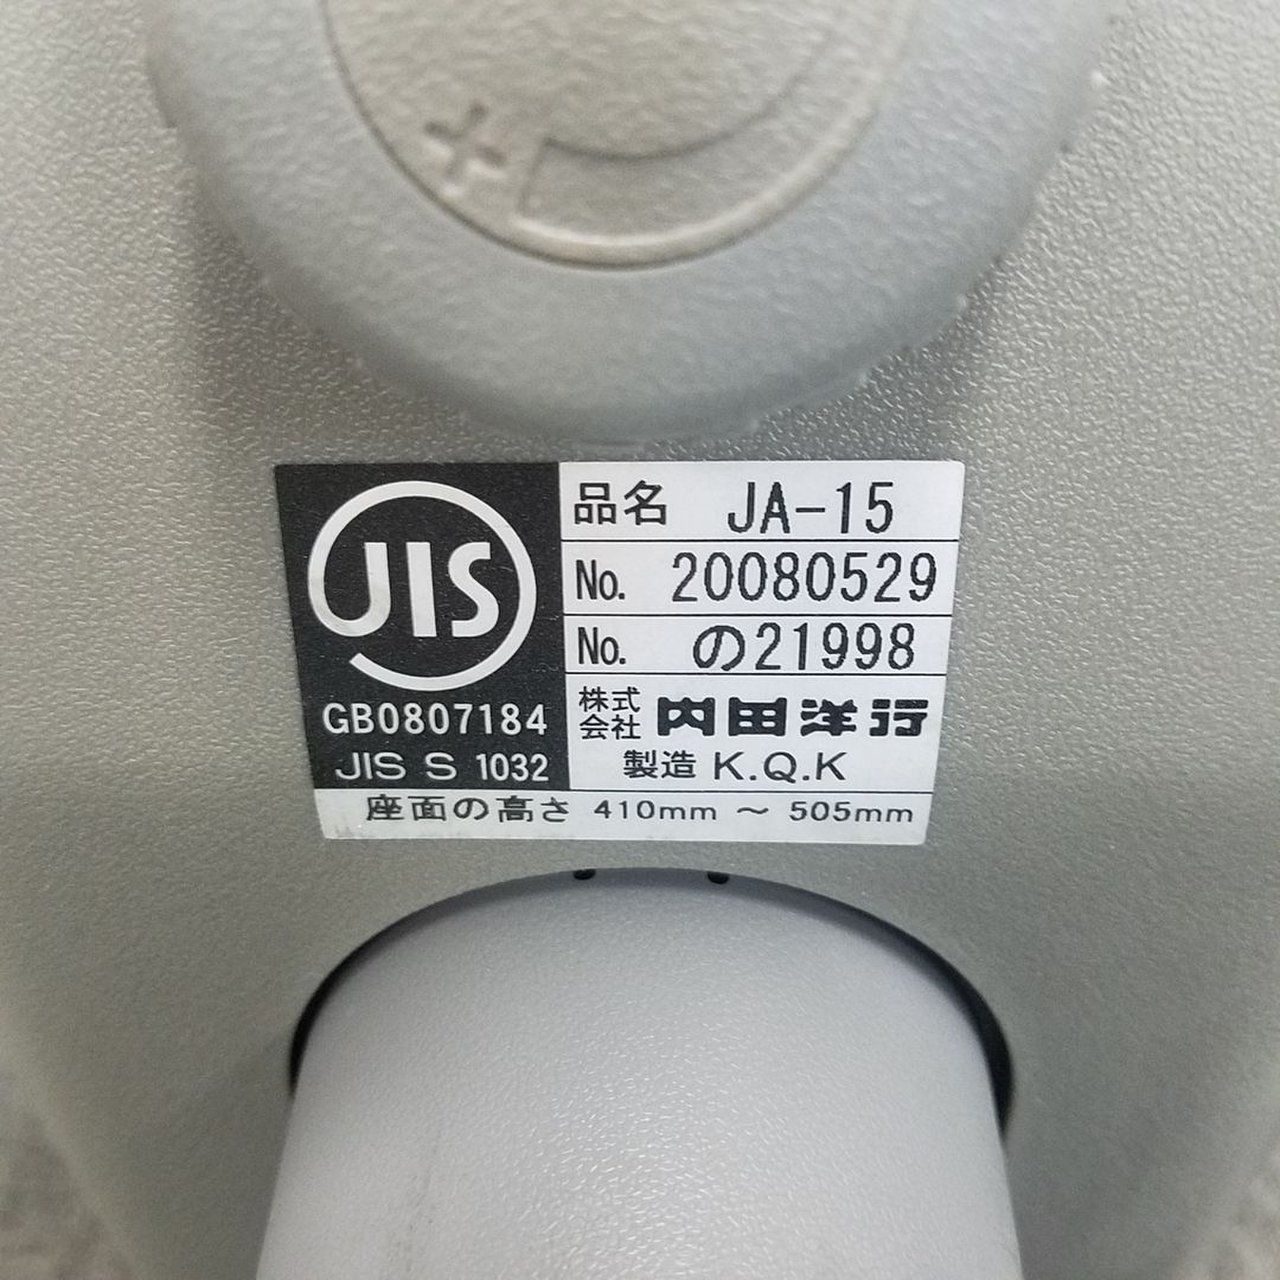 +
JIS
GB0807184
JIS S 1032
品名 JA-15
No. 20080529
No. の21998
株式会社 内田洋行
製造 K.Q.K
座面の高さ 410mm ～ 505mm